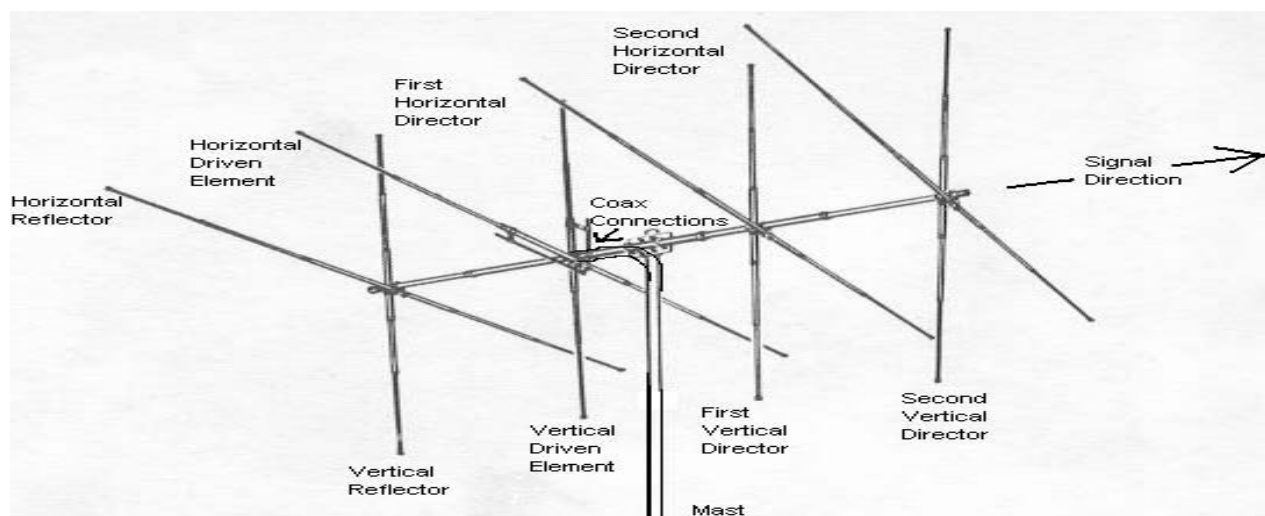 Second
Horizontal
Director
First
Horizontal
Director
Horizontal
Driven
Element
Horizontal
Reflector
Coax
Connections
Signal
Direction
Vertical
Reflector
Vertical
Driven
Element
First
Vertical
Director
Second
Vertical
Director
Mast